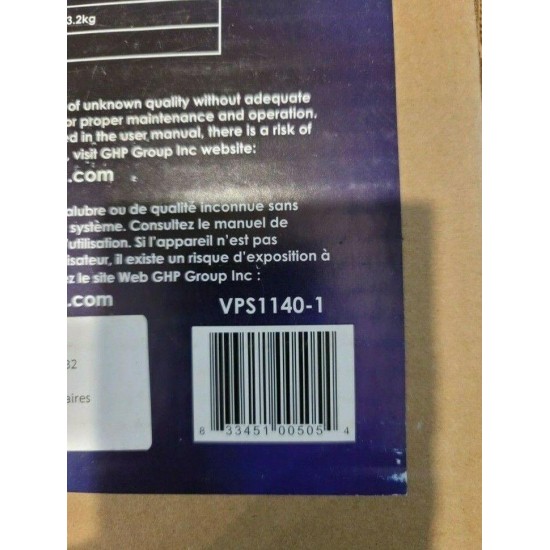 3.2kg
of unknown quality without adequate
or proper maintenance and operation.
ed in the user manual, there is a risk of
, visit GHP Group Inc website:
.com
alubre ou de qualité inconnue sans
système. Consultez le manuel de
'utilisation. Si l'appareil n'est pas
isateur, il existe un risque d'exposition à
ez le site Web GHP Group Inc :
.com
VPS1140-1
32
aires
8 33451 00505 4